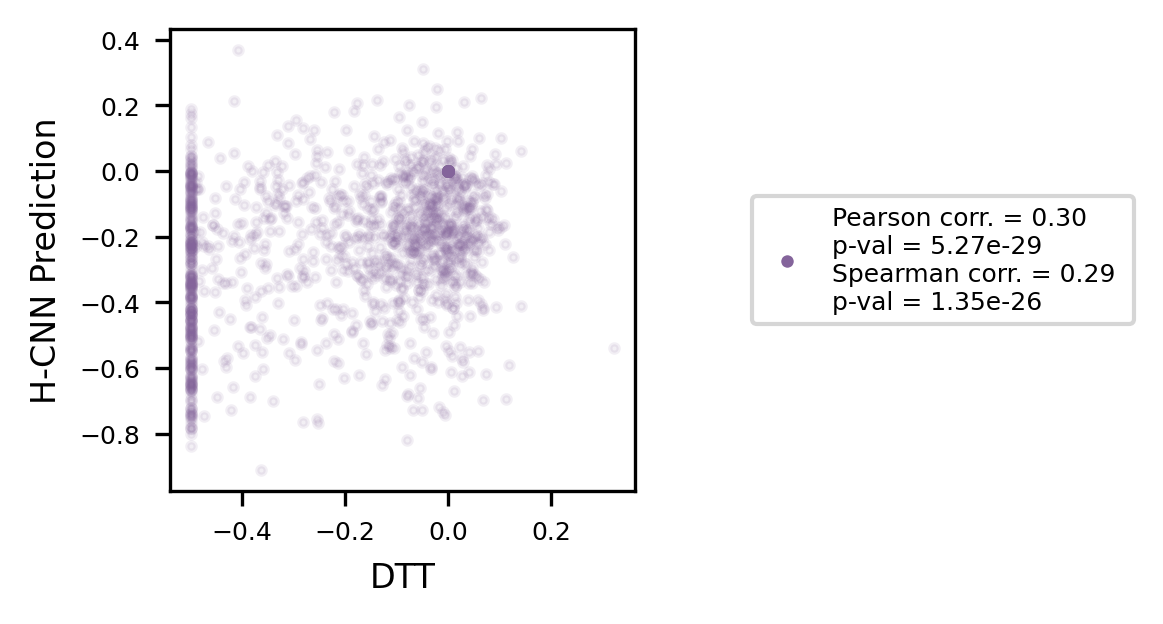 0.4
0.2
0.0
−0.2
−0.4
−0.6
−0.8
H-CNN Prediction
−0.4
−0.2
0.0
0.2
DTT
Pearson corr. = 0.30
p-val = 5.27e-29
Spearman corr. = 0.29
p-val = 1.35e-26